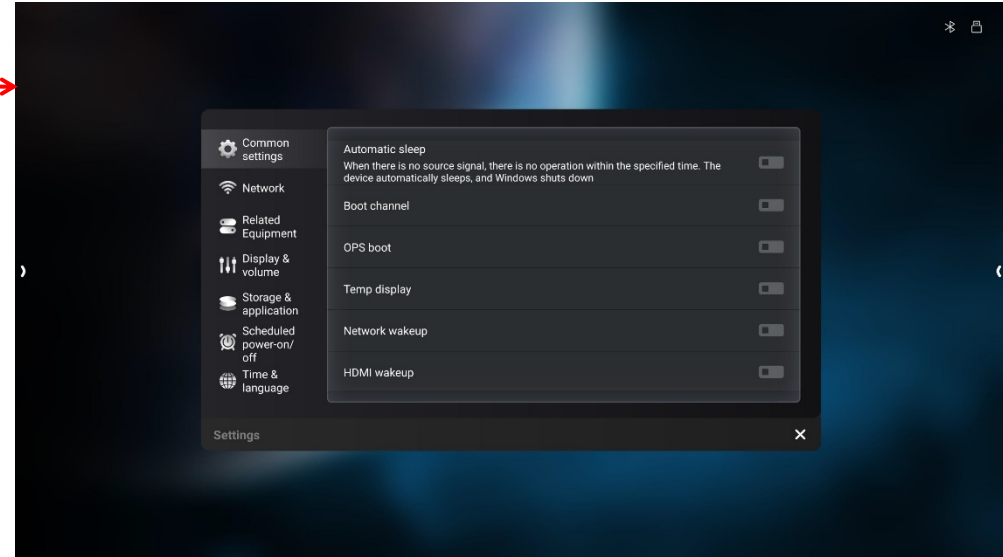 Common
settings
Network
Related
Equipment
Display &
volume
Storage &
application
Scheduled
power-on/
off
Time &
language
Automatic sleep
When there is no source signal, there is no operation within the specified time. The
device automatically sleeps, and Windows shuts down
Boot channel
OPS boot
Temp display
Network wakeup
HDMI wakeup
Settings